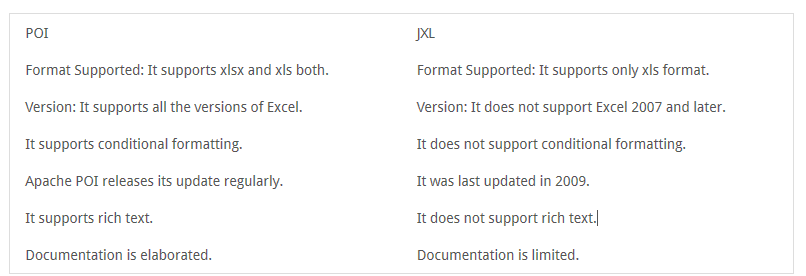 POI
JXL
Format Supported: It supports xlsx and xls both.
Format Supported: It supports only xls format.
Version: It supports all the versions of Excel.
Version: It does not support Excel 2007 and later.
It supports conditional formatting.
It does not support conditional formatting.
Apache POI releases its update regularly.
It was last updated in 2009.
It supports rich text.
It does not support rich text.
Documentation is elaborated.
Documentation is limited.